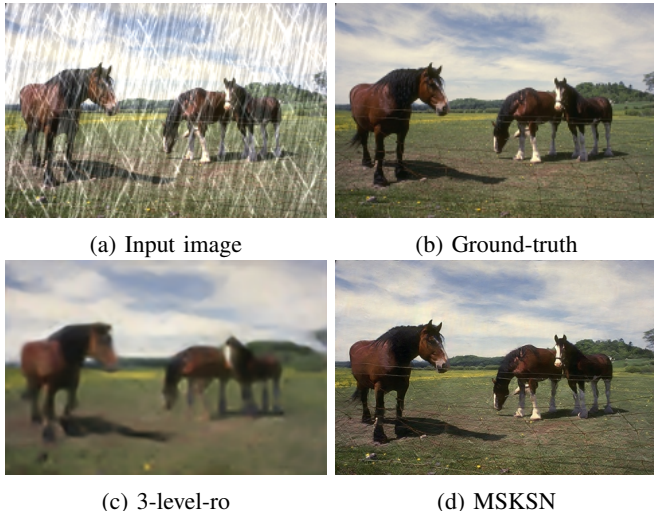 (a) Input image
(b) Ground-truth
(c) 3-level-ro
(d) MSKSN